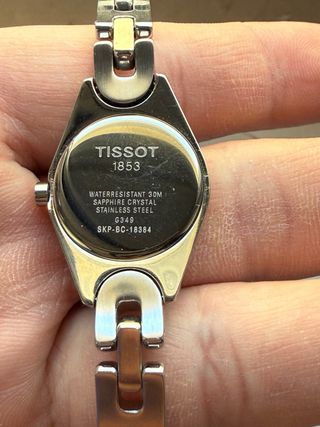 TISSOT
1853
WATERRESISTANT 30M
SAPPHIRE CRYSTAL
STAINLESS STEEL
G349
SKP-BC-18384